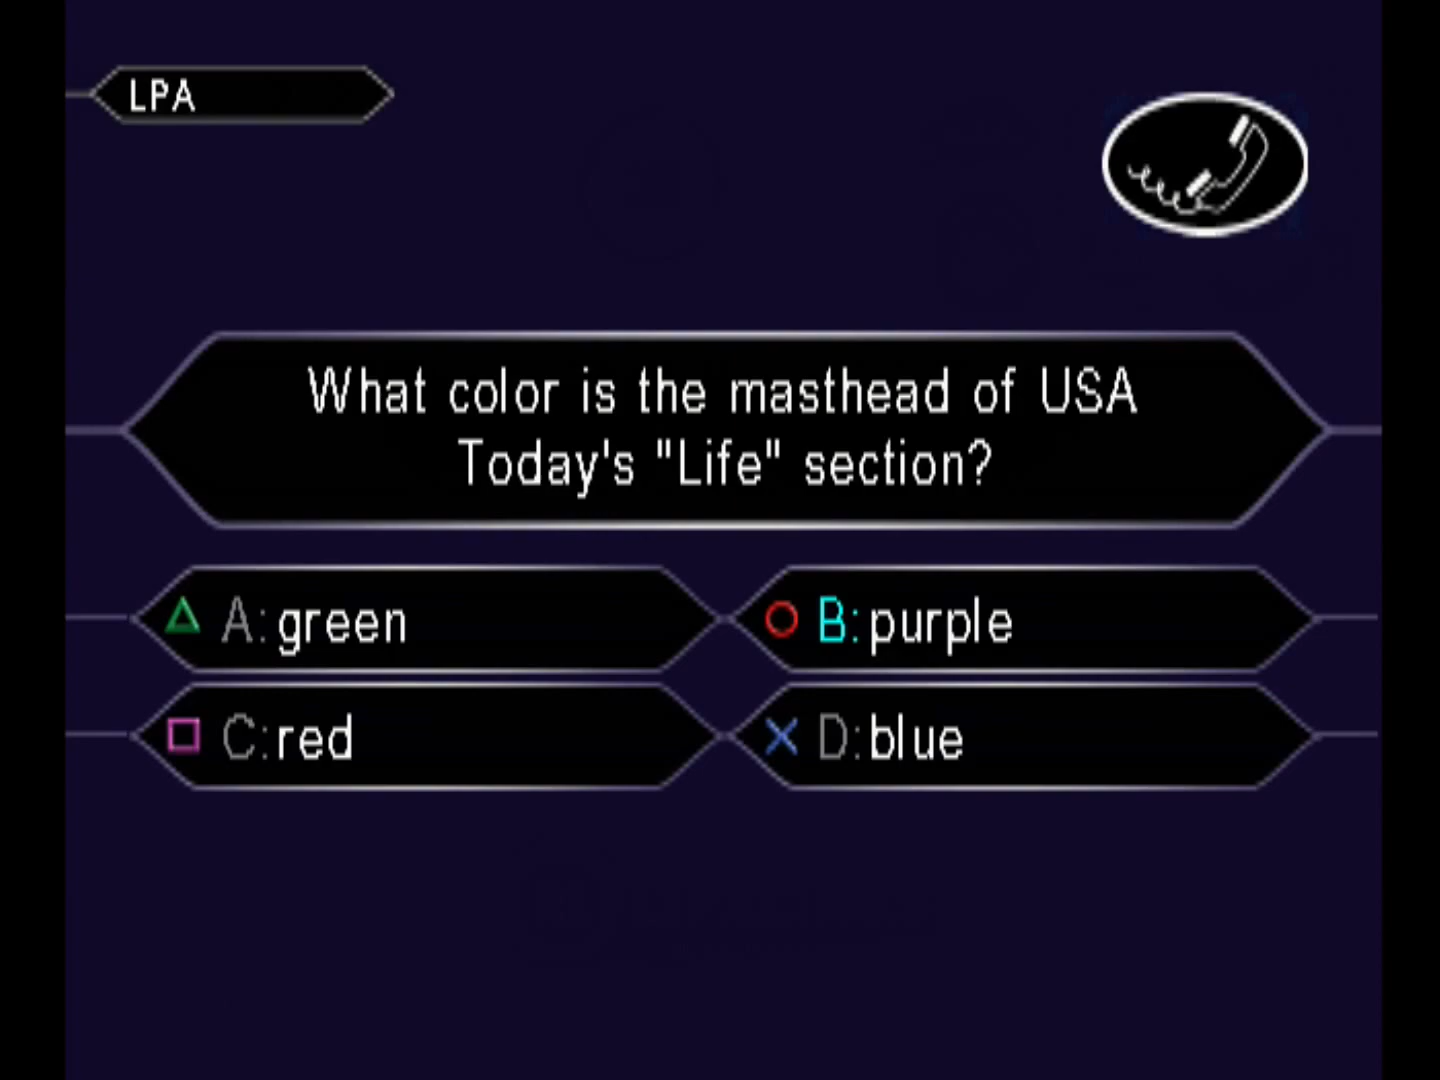 LPA
What color is the masthead of USA
Today's "Life" section?
A: green
B: purple
C: red
D: blue